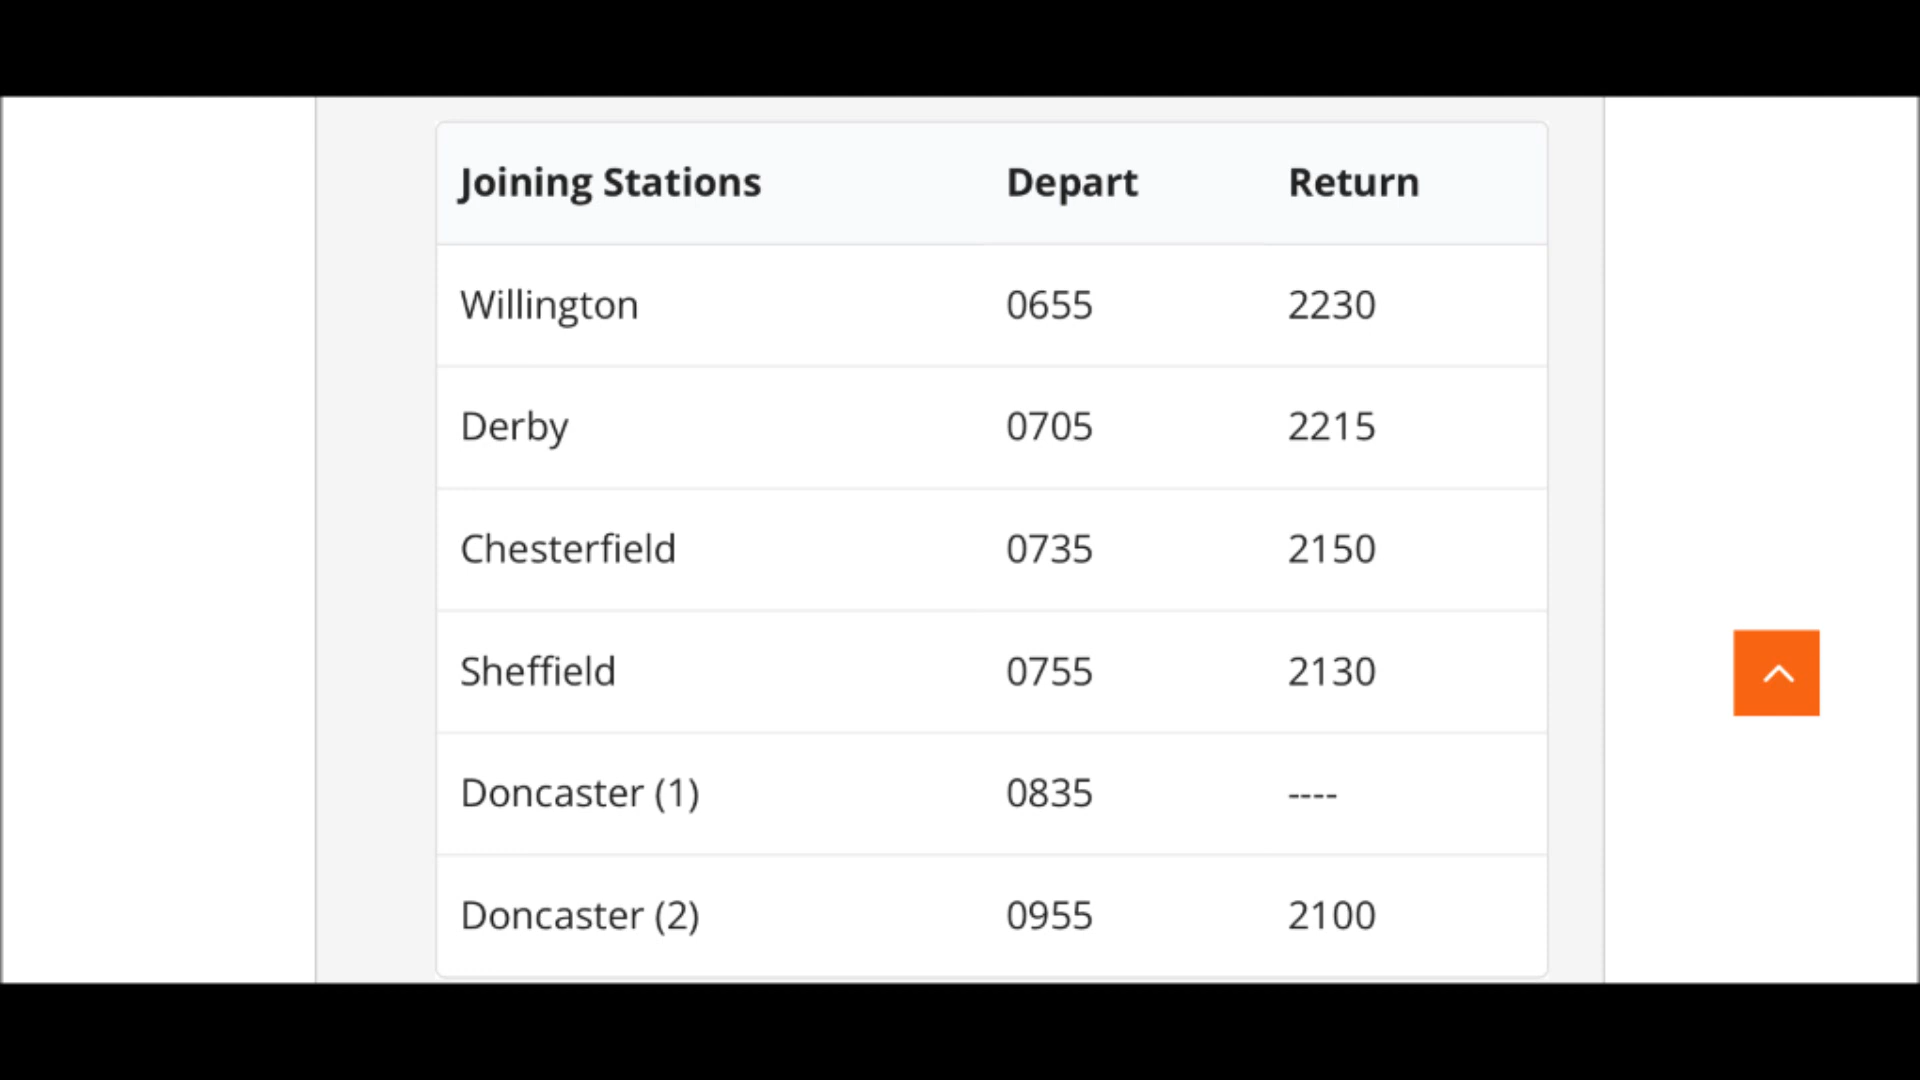 Joining Stations Depart Return
Willington 0655 2230
Derby 0705 2215
Chesterfield 0735 2150
Sheffield 0755 2130
Doncaster (1) 0835 ----
Doncaster (2) 0955 2100